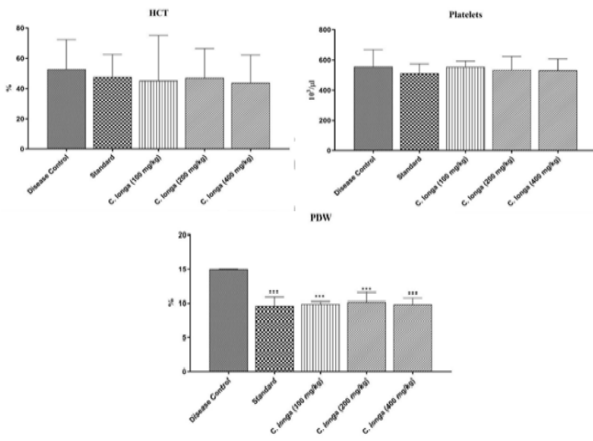 HCT
80
60
40
20
0
%
Disease Control
Standard
C. longa (100 mg/kg)
C. longa (200 mg/kg)
C. longa (400 mg/kg)
Platelets
800
600
400
200
0
10³/µl
Disease Control
Standard
C. longa (100 mg/kg)
C. longa (200 mg/kg)
C. longa (400 mg/kg)
PDW
20
15
10
5
0
%
***
***
***
***
Disease Control
Standard
C. longa (100 mg/kg)
C. longa (200 mg/kg)
C. longa (400 mg/kg)